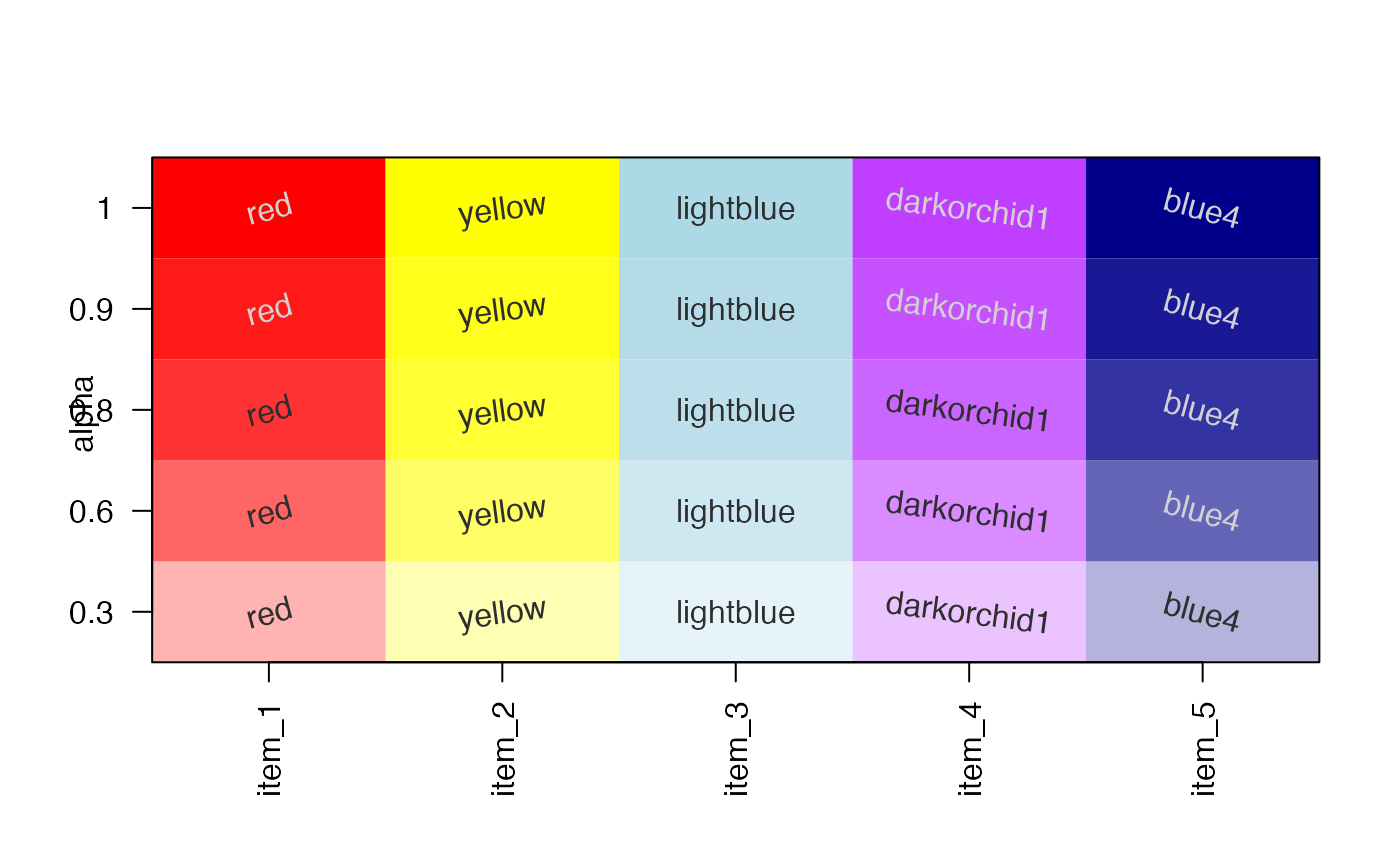 1 red yellow lightblue darkorchid1 blue4
0.9 red yellow lightblue darkorchid1 blue4
alpha
0.8 red yellow lightblue darkorchid1 blue4
0.6 red yellow lightblue darkorchid1 blue4
0.3 red yellow lightblue darkorchid1 blue4
item_1 item_2 item_3 item_4 item_5